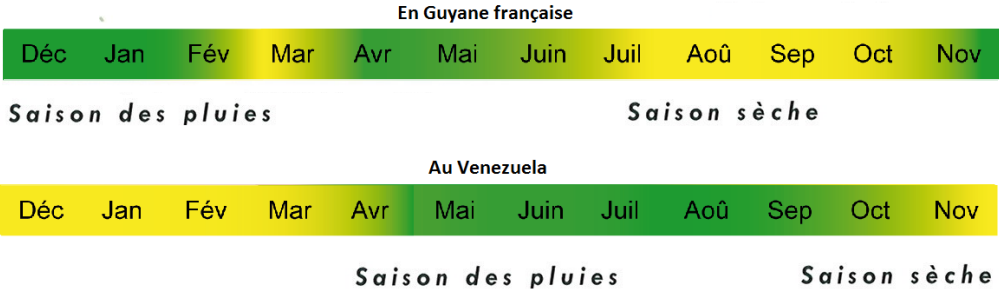 En Guyane française
Déc Jan Fév Mar Avr Mai Juin Juil Aoû Sep Oct Nov
Saison des pluies Saison sèche
Au Venezuela
Déc Jan Fév Mar Avr Mai Juin Juil Aoû Sep Oct Nov
Saison des pluies Saison sèche